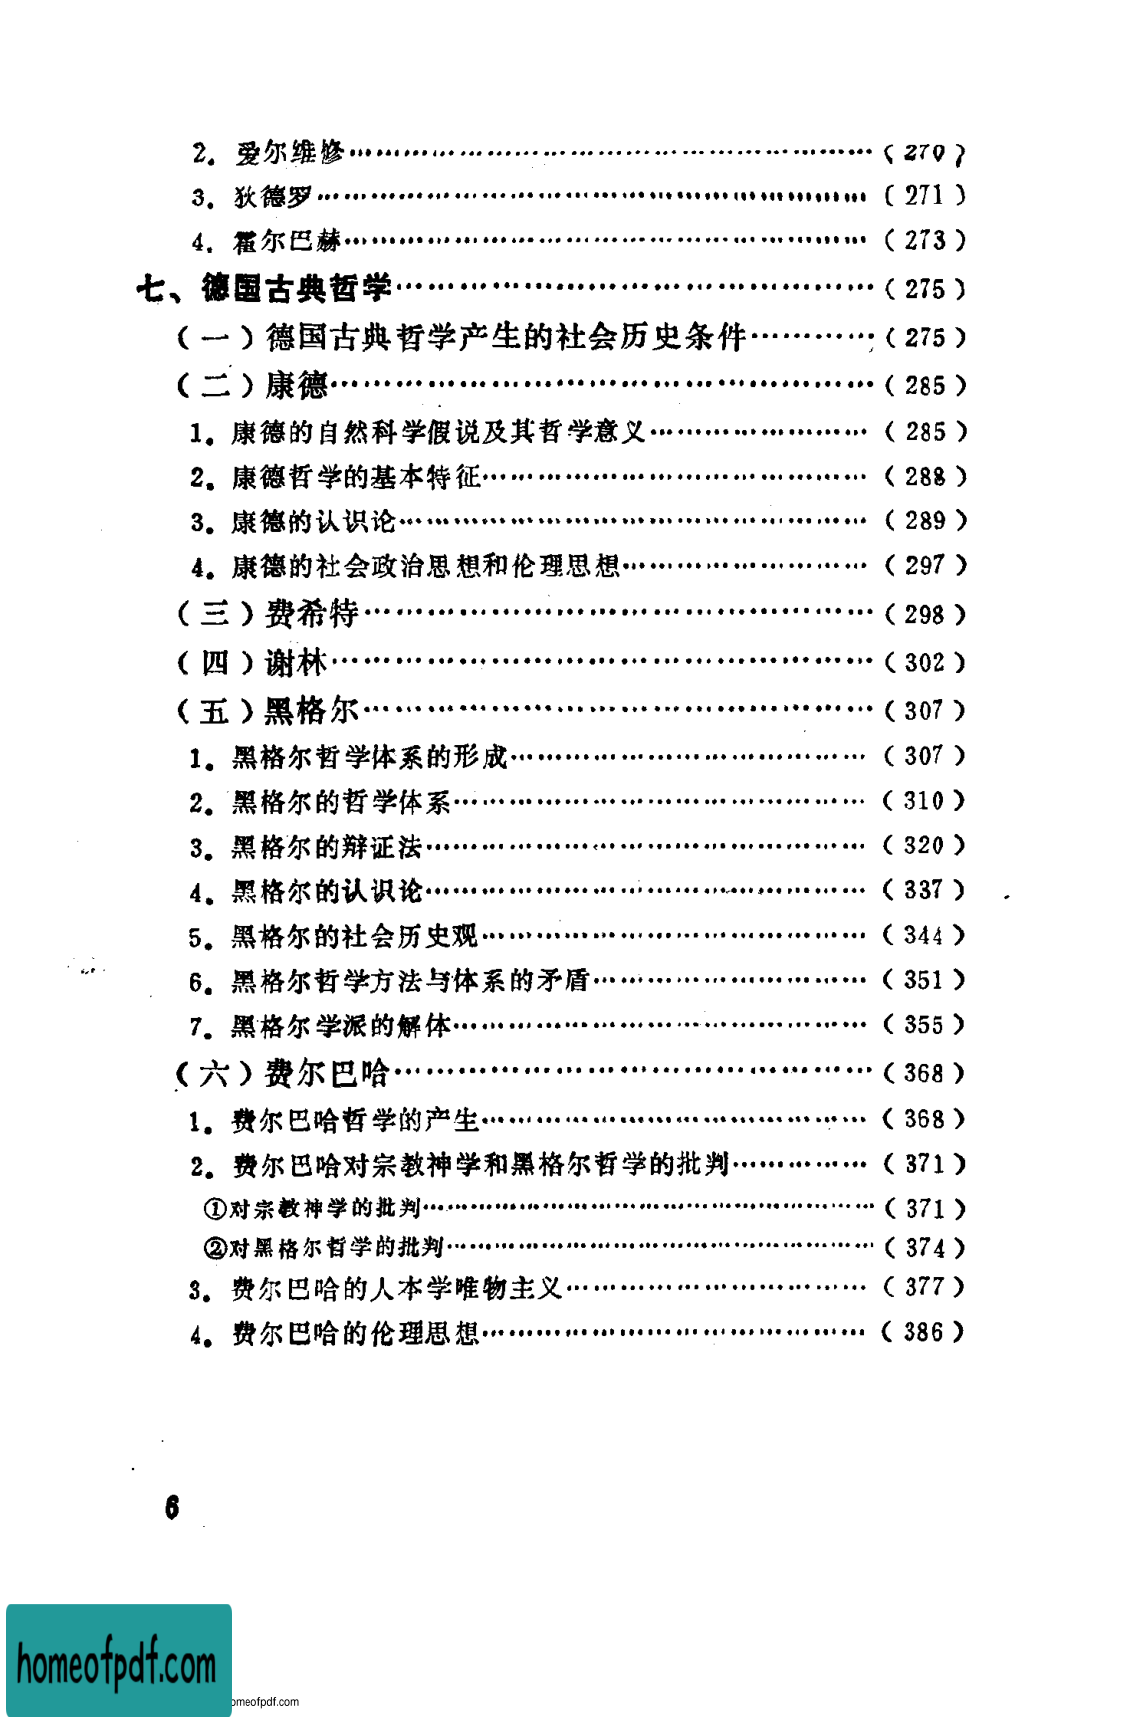 2. 爱尔维修……(270)
3. 狄德罗……(271)
4. 霍尔巴赫……(273)
七、德国古典哲学……(275)
(一)德国古典哲学产生的社会历史条件……(275)
(二)康德……(285)
1. 康德的自然科学假说及其哲学意义……(285)
2. 康德哲学的基本特征……(288)
3. 康德的认识论……(289)
4. 康德的社会政治思想和伦理思想……(297)
(三)费希特……(298)
(四)谢林……(302)
(五)黑格尔……(307)
1. 黑格尔哲学体系的形成……(307)
2. 黑格尔的哲学体系……(310)
3. 黑格尔的辩证法……(320)
4. 黑格尔的认识论……(337)
5. 黑格尔的社会历史观……(344)
6. 黑格尔哲学方法与体系的矛盾……(351)
7. 黑格尔学派的解体……(355)
(六)费尔巴哈……(368)
1. 费尔巴哈哲学的产生……(368)
2. 费尔巴哈对宗教神学和黑格尔哲学的批判……(371)
①对宗教神学的批判……(371)
②对黑格尔哲学的批判……(374)
3. 费尔巴哈的人本学唯物主义……(377)
4. 费尔巴哈的伦理思想……(386)
6
homeofpdf.com
omeofpdf.com